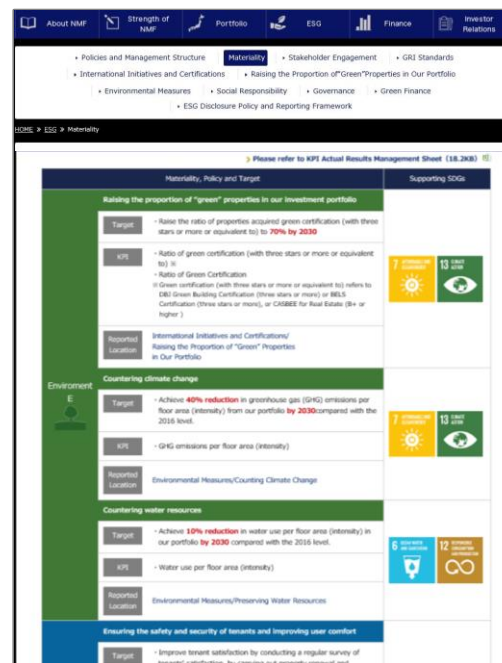 About NMF
Strength of
NMF
Portfolio
ESG
Finance
Investor
Relations
Policies and Management Structure
Materiality
Stakeholder Engagement
GRI Standards
International Initiatives and Certifications
Raising the Proportion of"Green"Properties in Our Portfolio
Environmental Measures
Social Responsibility
Governance
Green Finance
ESG Disclosure Policy and Reporting Framework
HOME » ESG » Materiality
Please refer to KPI Actual Results Management Sheet (18.2KB)
Materiality, Policy and Target
Supporting SDGs
Enviroment
E
Raising the proportion of "green" properties in our investment portfolio
Target
・Raise the ratio of properties acquired green certification (with three
stars or more or equivalent to) to 70% by 2030
KPI
・Ratio of green certification (with three stars or more or equivalent
to) ※
・Ratio of Green Certification
※Green certification (with three stars or more or equivalent to) refers to
DBJ Green Building Certification (three stars or more) or BELS
Certification (three stars or more), or CASBEE for Real Estate (B+ or
higher )
7
13 CLIMATE
ACTION
Reported
Location
International Initiatives and Certifications/
Raising the Proportion of "Green" Properties
in Our Portfolio
Countering climate change
Target
・Achieve 40% reduction in greenhouse gas (GHG) emissions per
floor area (intensity) from our portfolio by 2030compared with the
2016 level.
7
13 CLIMATE
ACTION
KPI
・GHG emissions per floor area (intensity)
Reported
Location
Environmental Measures/Counting Climate Change
Countering water resources
Target
・Achieve 10% reduction in water use per floor area (intensity) in
our portfolio by 2030 compared with the 2016 level.
6
12
KPI
・Water use per floor area (intensity)
Reported
Location
Environmental Measures/Preserving Water Resources
Ensuring the safety and security of tenants and improving user comfort
Target
・Improve tenant satisfaction by conducting a regular survey of